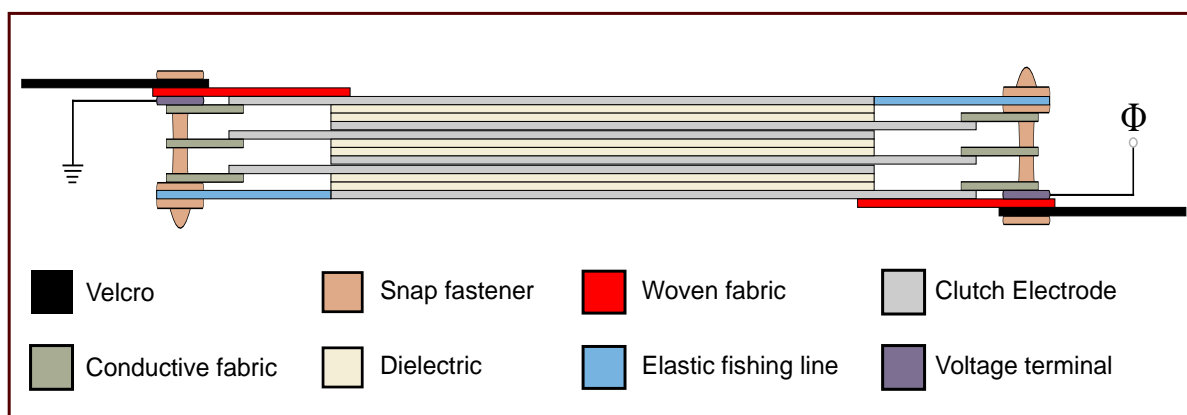 Φ
Velcro
Snap fastener
Woven fabric
Clutch Electrode
Conductive fabric
Dielectric
Elastic fishing line
Voltage terminal